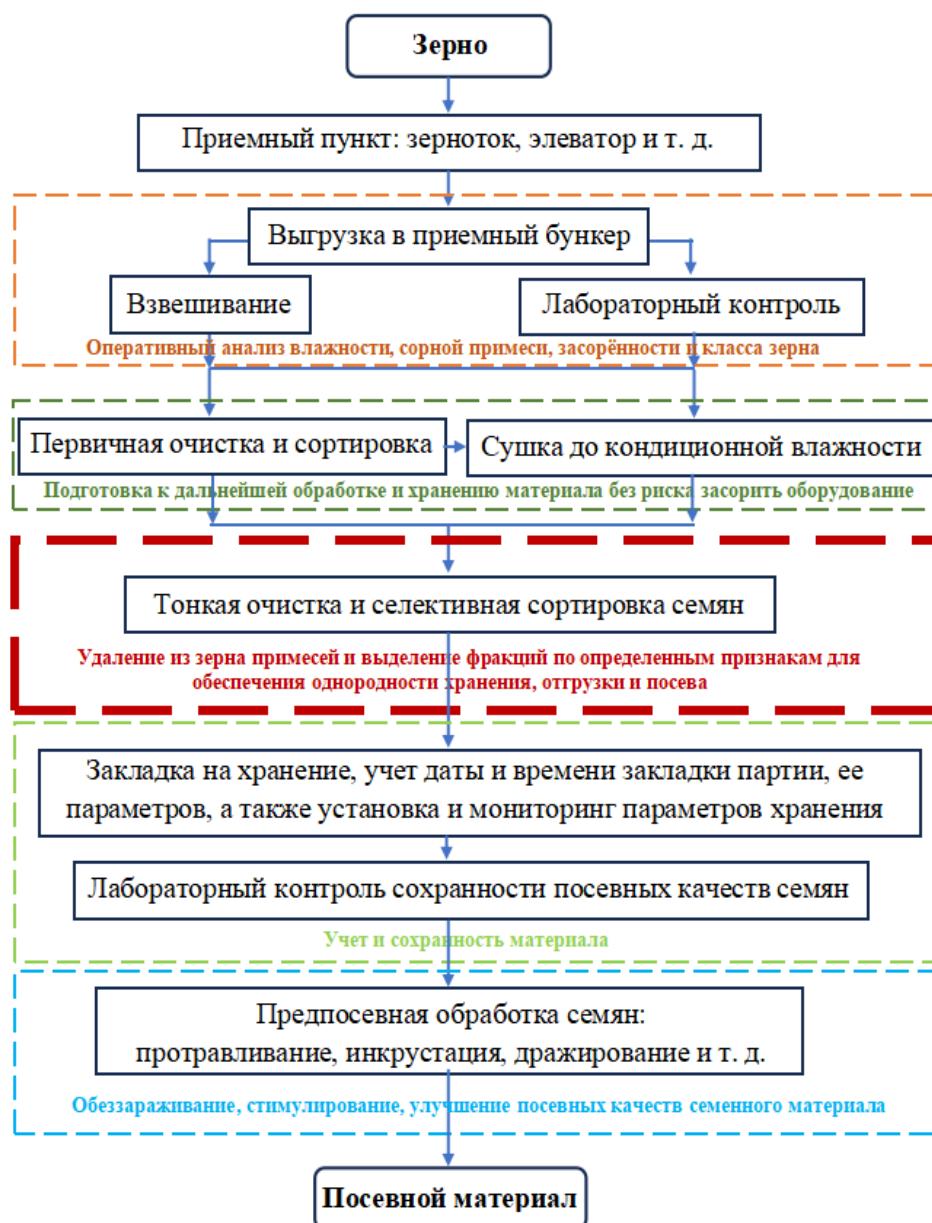 Зерно
Приемный пункт: зерноток, элеватор и т. д.
Выгрузка в приемный бункер
Взвешивание
Лабораторный контроль
Оперативный анализ влажности, сорной примеси, засорённости и класса зерна
Первичная очистка и сортировка
Сушка до кондиционной влажности
Подготовка к дальнейшей обработке и хранению материала без риска засорить оборудование
Тонкая очистка и селективная сортировка семян
Удаление из зерна примесей и выделение фракций по определенным признакам для
обеспечения однородности хранения, отгрузки и посева
Закладка на хранение, учет даты и времени закладки партии, ее
параметров, а также установка и мониторинг параметров хранения
Лабораторный контроль сохранности посевных качеств семян
Учет и сохранность материала
Предпосевная обработка семян:
протравливание, инкрустация, дражирование и т. д.
Обеззараживание, стимулирование, улучшение посевных качеств семенного материала
Посевной материал